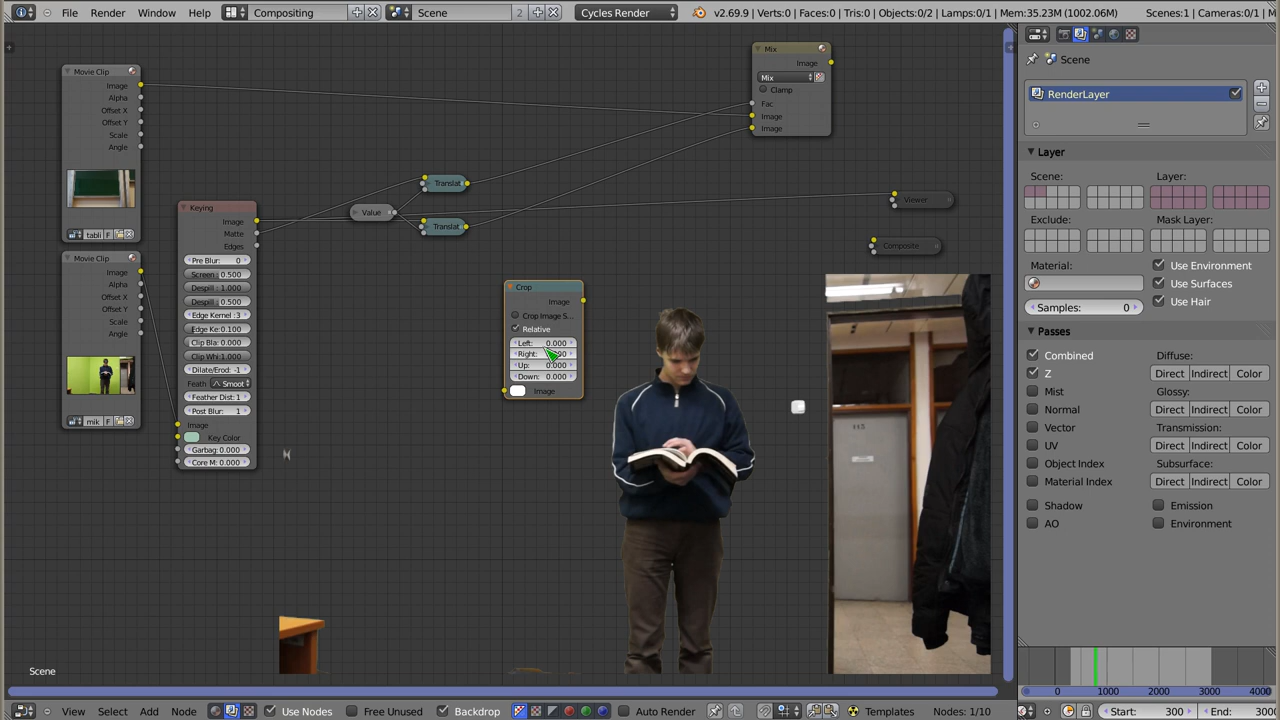 File Render Window Help Compositing Scene 2 Cycles Render v2.69.9 | Verts:0 | Faces:0 | Tris:0 | Objects:0/2 | Lamps:0/1 | Mem:35.23M (1002.06M) Scenes:1 | Cameras:0/1 | M
Movie Clip
Image
Alpha
Offset X
Offset Y
Scale
Angle
tabli F
Movie Clip
Image
Alpha
Offset X
Offset Y
Scale
Angle
mik F
Keying
Image
Matte
Edges
Pre Blur: 0
Screen : 0.500
Despill : 1.000
Despill : 0.500
Edge Kernel : 3
Edge Ke: 0.100
Clip Bla: 0.000
Clip Whi: 1.000
Dilate/Erod: -1
Feath Smoot
Feather Dist: 1
Post Blur: 1
Image
Key Color
Garbag: 0.000
Core M: 0.000
Value
Translat
Translat
Crop
Image
Crop Image S...
Relative
Left: 0.000
Right:
Up: 0.000
Down: 0.000
Image
Mix
Image
Mix
Clamp
Fac
Image
Image
Viewer
Composite
Scene
Scene
RenderLayer
Layer
Scene: Layer:
Exclude: Mask Layer:
Material: Use Environment
Use Surfaces
Samples: 0 Use Hair
Passes
Combined Diffuse:
Z Direct Indirect Color
Mist Glossy:
Normal Direct Indirect Color
Vector Transmission:
UV Direct Indirect Color
Object Index Subsurface:
Material Index Direct Indirect Color
Shadow Emission
AO Environment
0 1000 2000 3000 4000
View Select Add Node Use Nodes Free Unused Backdrop Auto Render Templates Nodes: 1/10
Start: 300 End: 300